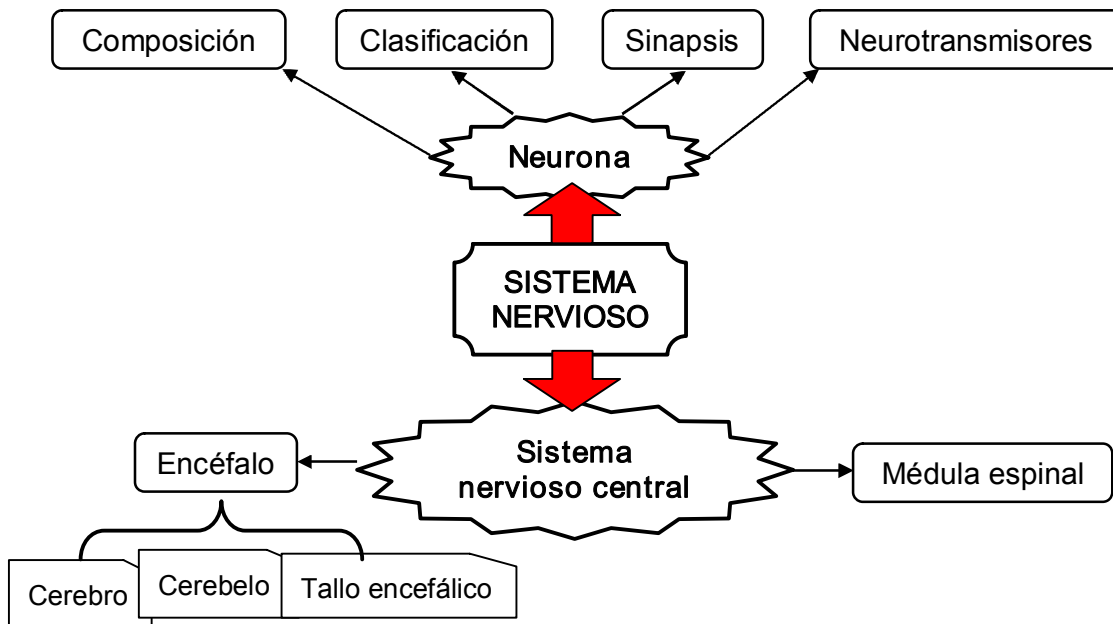 Composición
Clasificación
Sinapsis
Neurotransmisores
Neurona
SISTEMA
NERVIOSO
Sistema
nervioso central
Encéfalo
Médula espinal
Cerebro
Cerebelo
Tallo encefálico